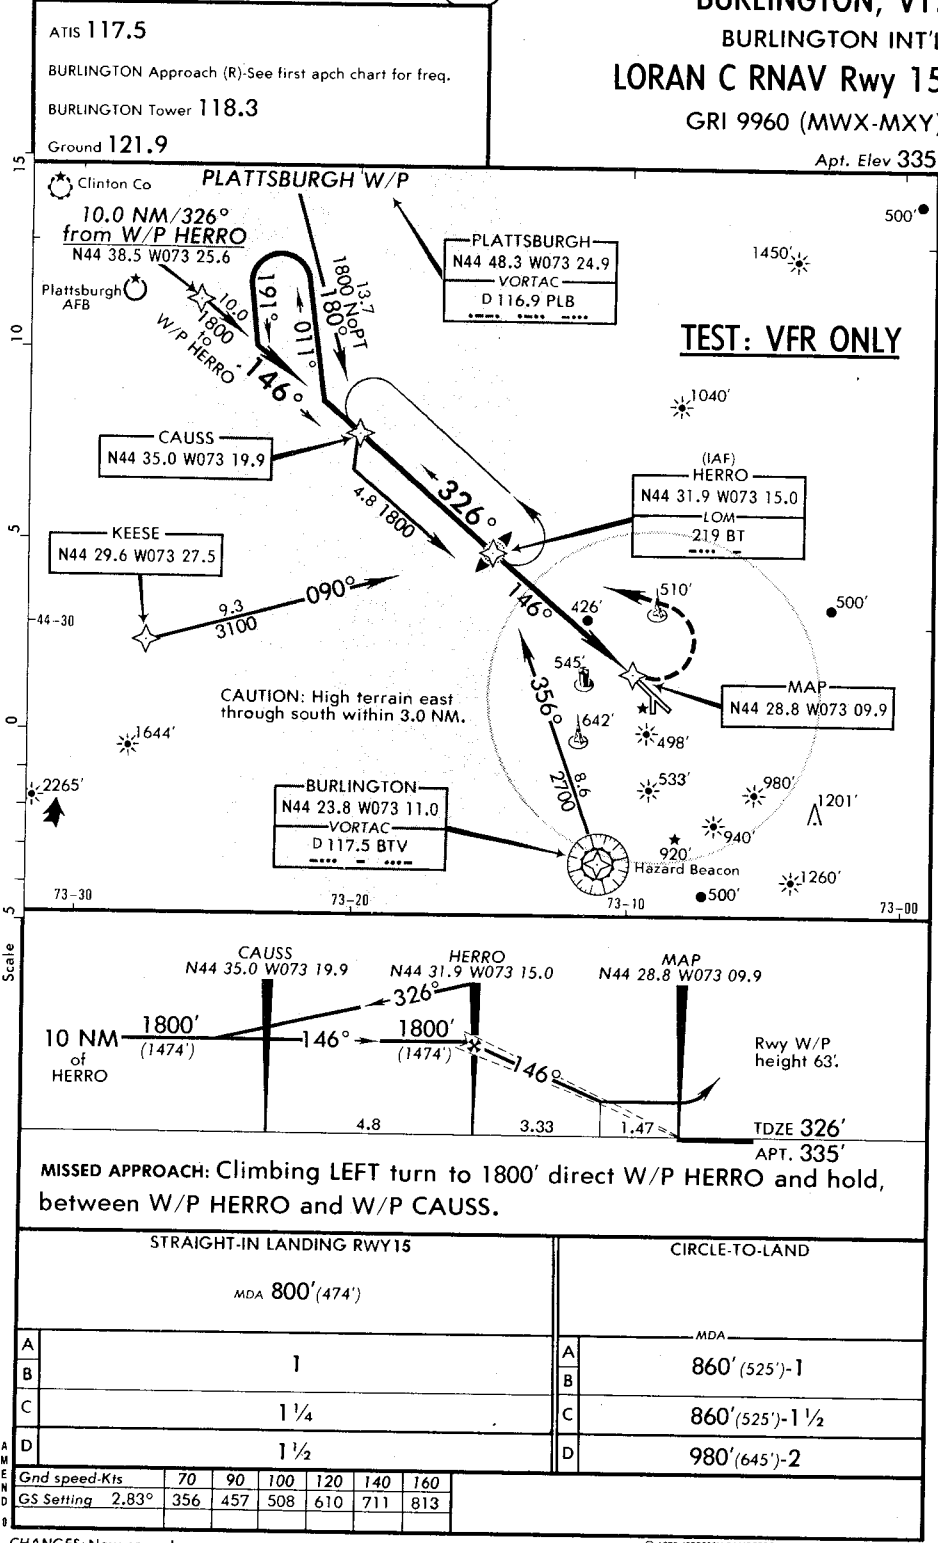 BURLINGTON, VT.
BURLINGTON INT'L
LORAN C RNAV Rwy 15
GRI 9960 (MWX-MXY)
Apt. Elev 335
ATIS 117.5
BURLINGTON Approach (R)-See first apch chart for freq.
BURLINGTON Tower 118.3
Ground 121.9
15
Clinton Co
PLATTSBURGH W/P
10.0 NM/326°
from W/P HERRO
N44 38.5 W073 25.6
Plattsburgh
AFB
10.0
1800
to
W/P HERRO
146°
191°
011°
13.7
1800 NoPT
180°
PLATTSBURGH
N44 48.3 W073 24.9
VORTAC
D 116.9 PLB
500'
1450'
10
TEST: VFR ONLY
1040'
CAUSS
N44 35.0 W073 19.9
4.8 1800
326°
(IAF)
HERRO
N44 31.9 W073 15.0
LOM
219 BT
5
KEESE
N44 29.6 W073 27.5
9.3
3100
090°
44-30
146°
426'
510'
500'
545'
MAP
N44 28.8 W073 09.9
CAUTION: High terrain east
through south within 3.0 NM.
356°
642'
498'
0
1644'
2265'
BURLINGTON
N44 23.8 W073 11.0
VORTAC
D 117.5 BTV
8.6
2700
533'
980'
1201'
940'
920'
Hazard Beacon
1260'
500'
73-30
73-20
73-10
73-00
5
Scale
CAUSS
N44 35.0 W073 19.9
HERRO
N44 31.9 W073 15.0
MAP
N44 28.8 W073 09.9
326°
10 NM
of
HERRO
1800'
(1474')
146°
1800'
(1474')
146°
Rwy W/P
height 63'.
4.8
3.33
1.47
TDZE 326'
APT. 335'
MISSED APPROACH: Climbing LEFT turn to 1800' direct W/P HERRO and hold,
between W/P HERRO and W/P CAUSS.
STRAIGHT-IN LANDING RWY 15
CIRCLE-TO-LAND
MDA 800'(474')
MDA
A
B
1
A
B
860'(525')-1
C
1 1/4
C
860'(525')-1 1/2
D
1 1/2
D
980'(645')-2
Gnd speed-Kts 70 90 100 120 140 160
GS Setting 2.83° 356 457 508 610 711 813
AMEND 0